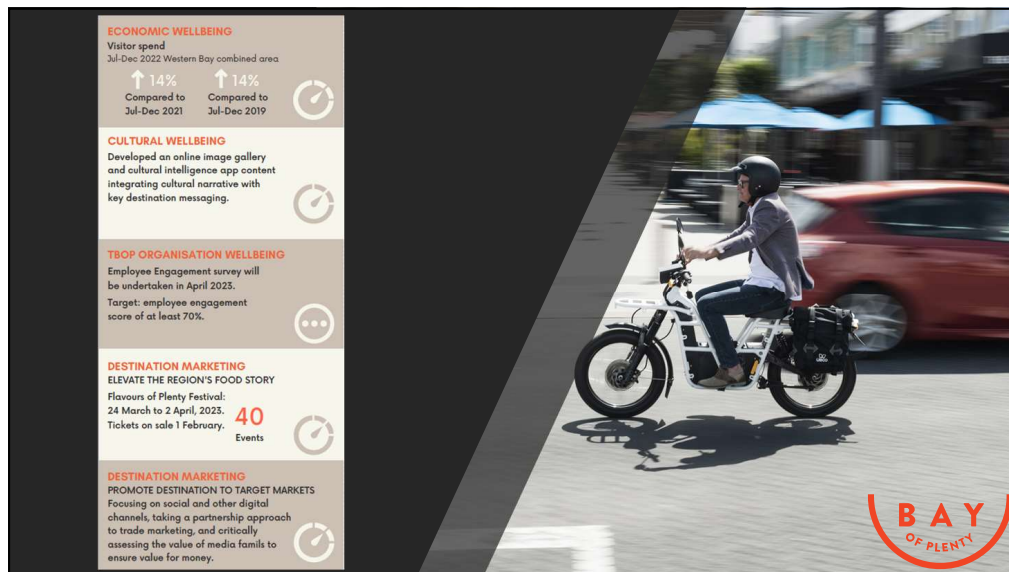 ECONOMIC WELLBEING
Visitor spend
Jul-Dec 2022 Western Bay combined area
14% 14%
Compared to Compared to
Jul-Dec 2021 Jul-Dec 2019
CULTURAL WELLBEING
Developed an online image gallery
and cultural intelligence app content
integrating cultural narrative with
key destination messaging.
TBOP ORGANISATION WELLBEING
Employee Engagement survey will
be undertaken in April 2023.
Target: employee engagement
score of at least 70%.
DESTINATION MARKETING
ELEVATE THE REGION'S FOOD STORY
Flavours of Plenty Festival:
24 March to 2 April, 2023.
Tickets on sale 1 February.
40
Events
DESTINATION MARKETING
PROMOTE DESTINATION TO TARGET MARKETS
Focusing on social and other digital
channels, taking a partnership approach
to trade marketing, and critically
assessing the value of media famils to
ensure value for money.
BAY
OF PLENTY